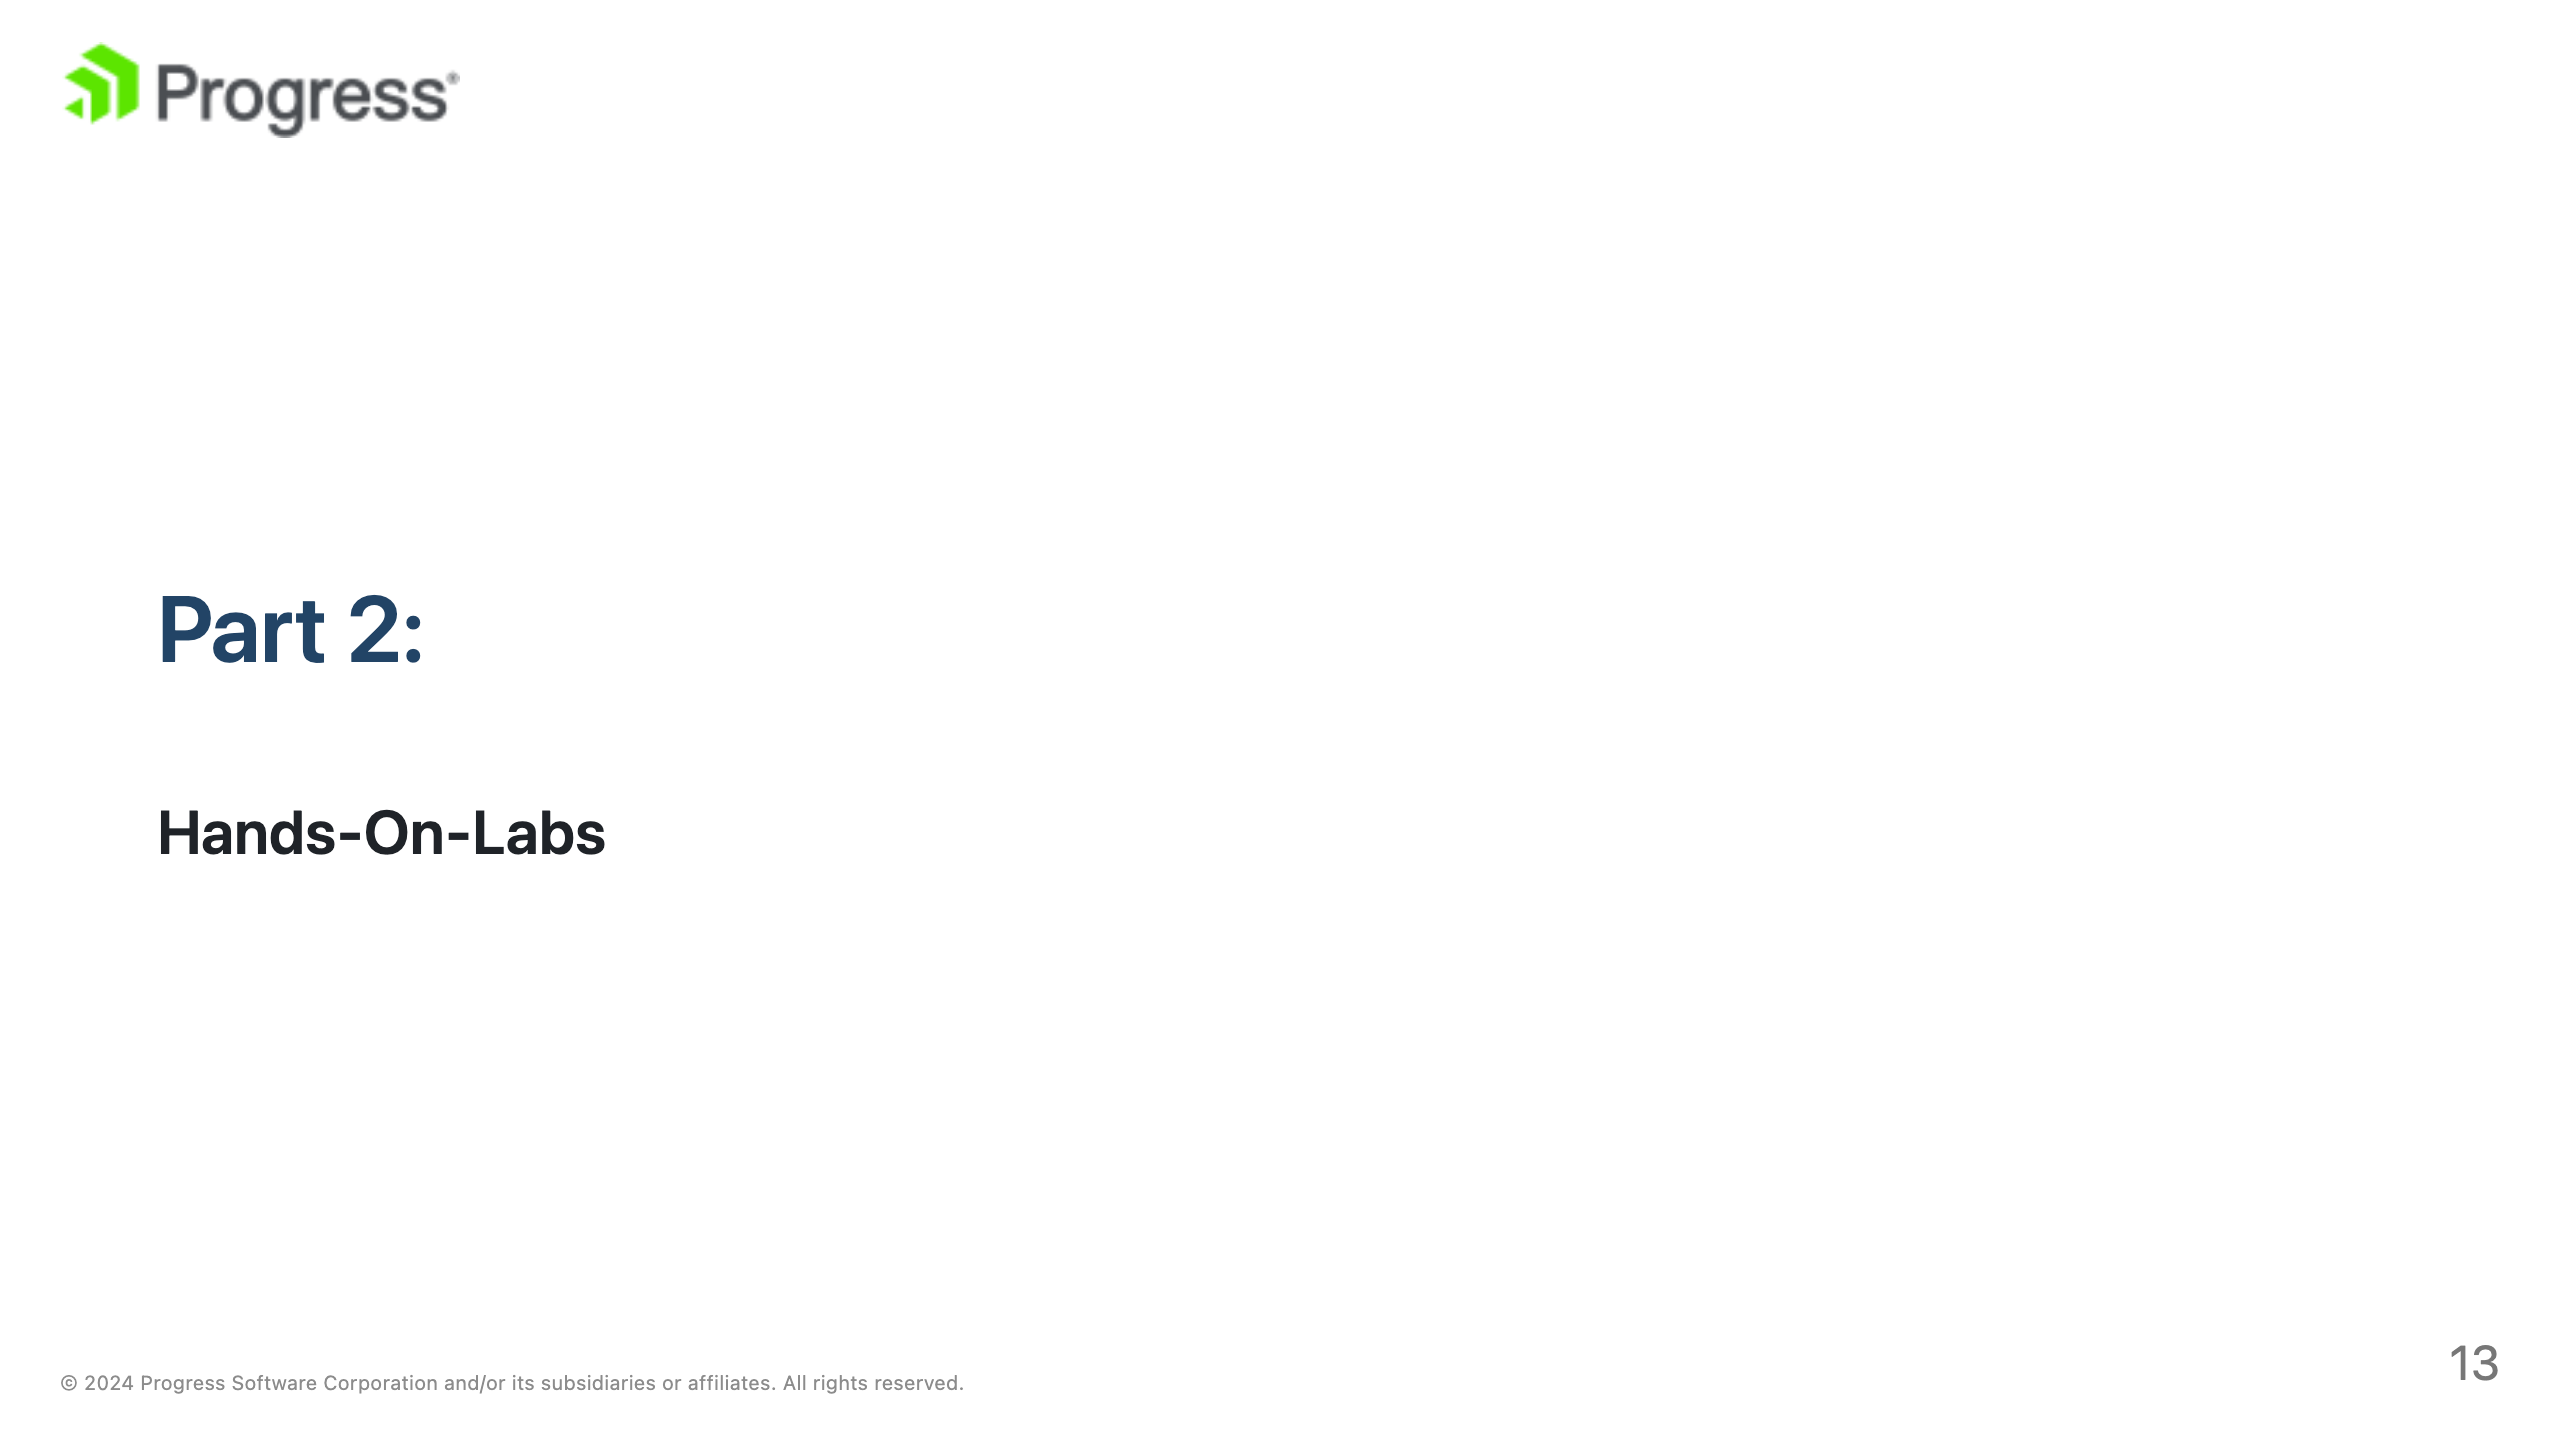 Progress®
Part 2:
Hands-On-Labs
© 2024 Progress Software Corporation and/or its subsidiaries or affiliates. All rights reserved.
13